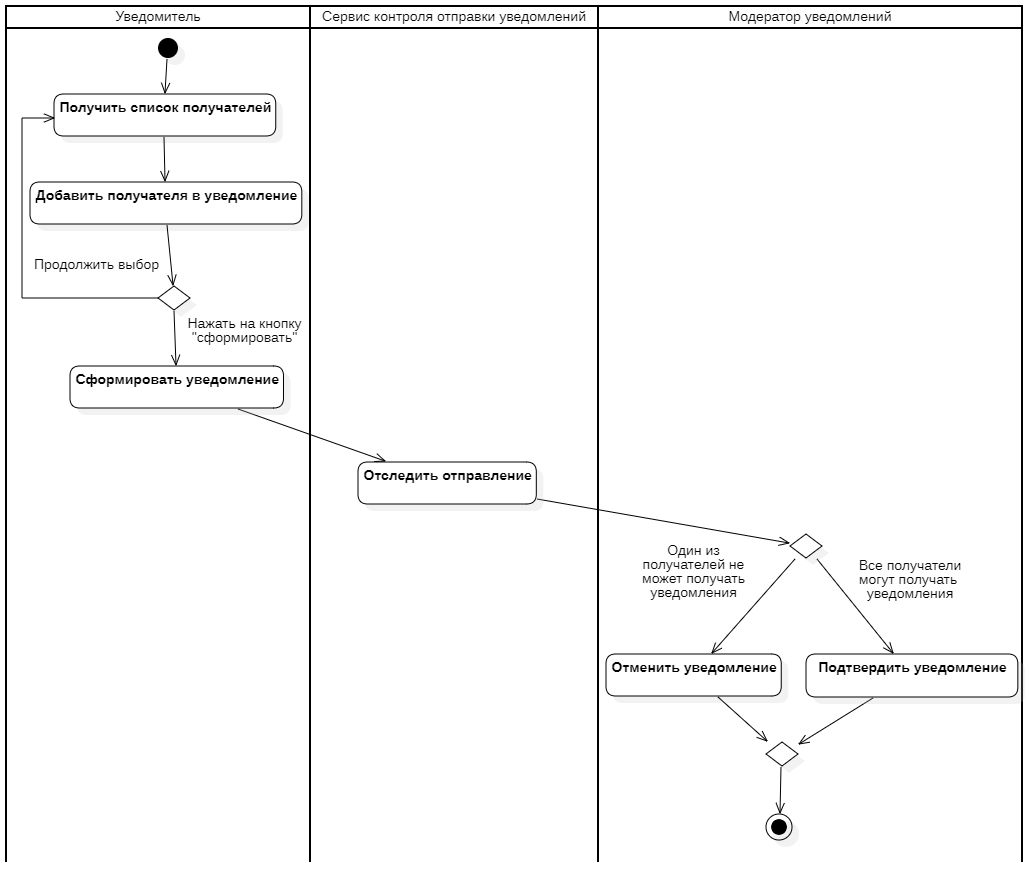 Уведомитель
Сервис контроля отправки уведомлений
Модератор уведомлений
Получить список получателей
Добавить получателя в уведомление
Продолжить выбор
Нажать на кнопку
"сформировать"
Сформировать уведомление
Отследить отправление
Один из
получателей не
может получать
уведомления
Все получатели
могут получать
уведомления
Отменить уведомление
Подтвердить уведомление